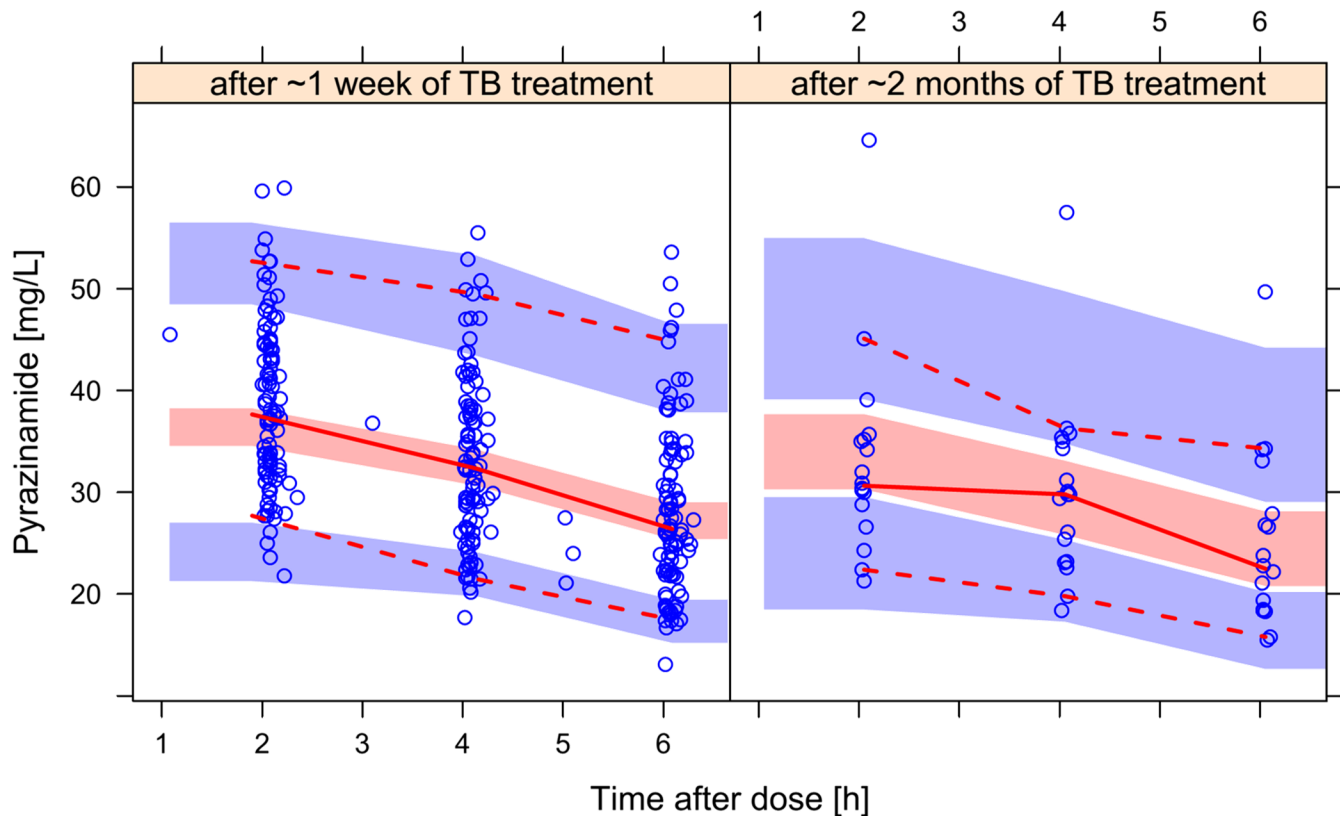 1 2 3 4 5 6
after ~1 week of TB treatment after ~2 months of TB treatment
60
50
40
30
20
Pyrazinamide [mg/L]
1 2 3 4 5 6
Time after dose [h]